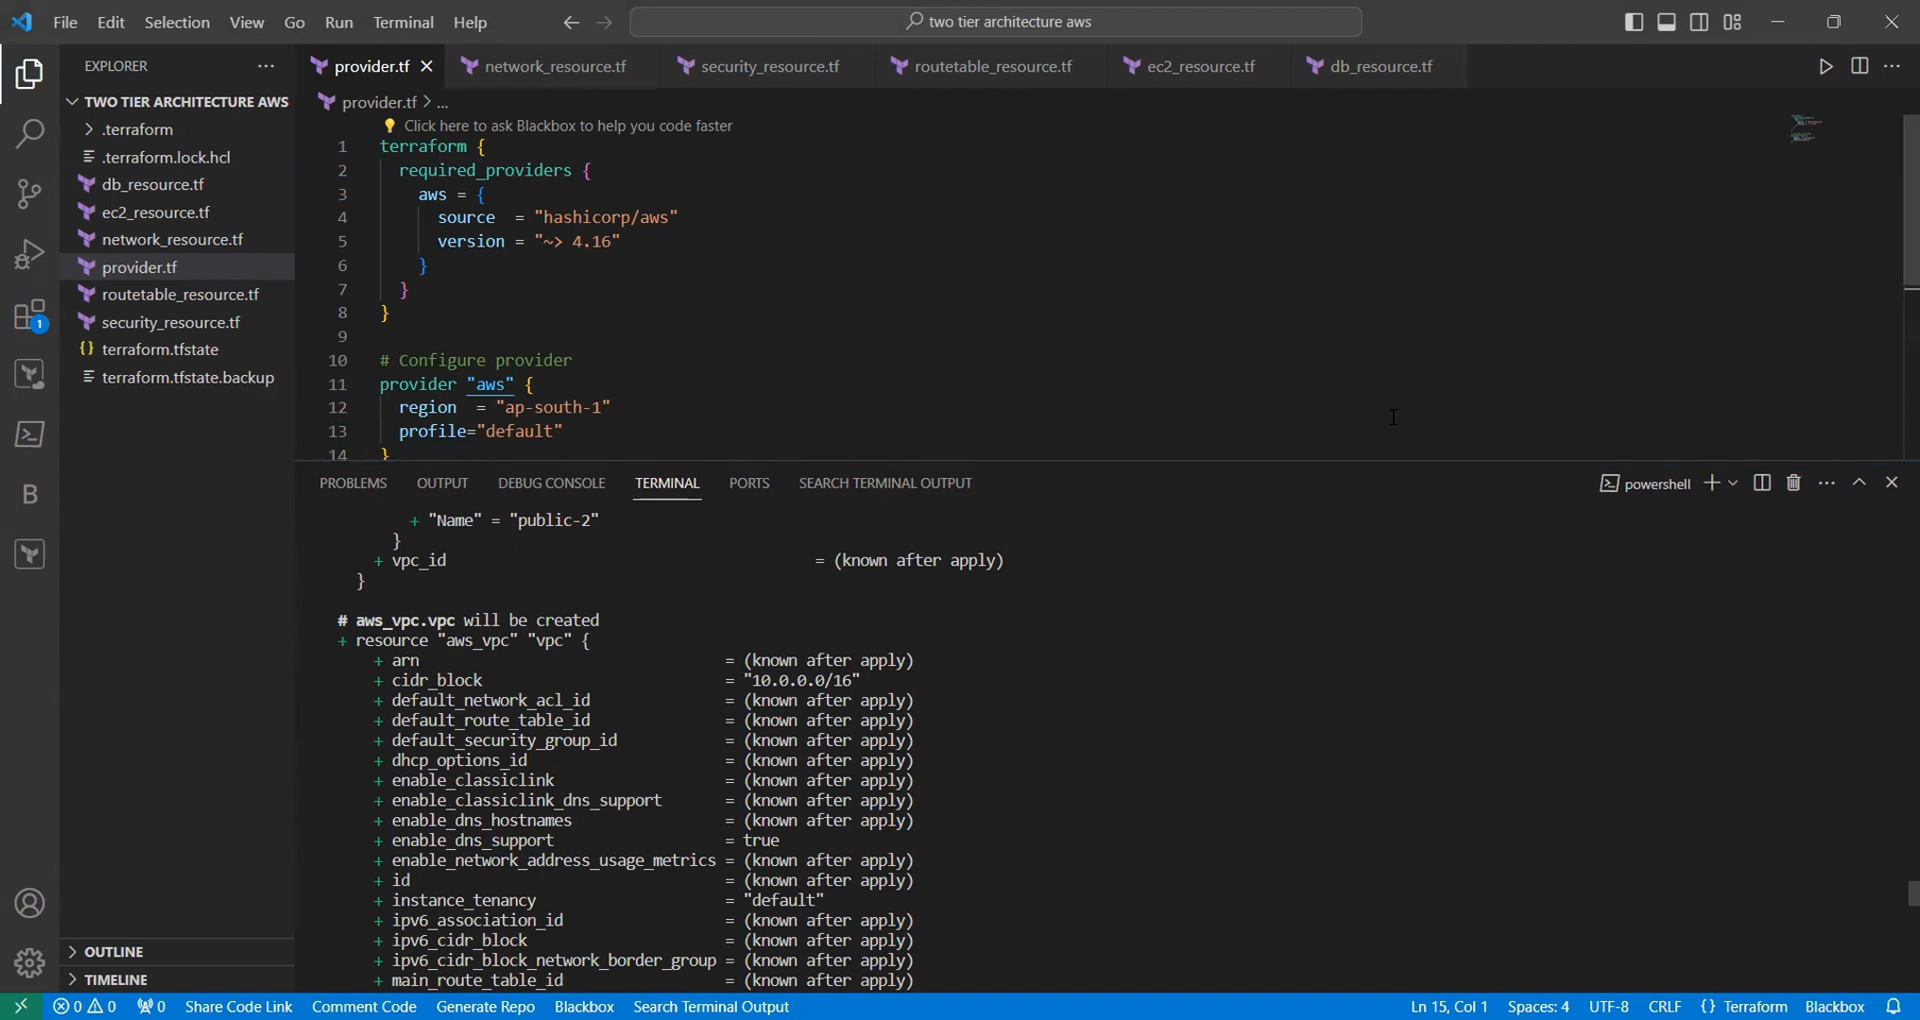 File Edit Selection View Go Run Terminal Help
two tier architecture aws
EXPLORER
TWO TIER ARCHITECTURE AWS
.terraform
.terraform.lock.hcl
db_resource.tf
ec2_resource.tf
network_resource.tf
provider.tf
routetable_resource.tf
security_resource.tf
{} terraform.tfstate
terraform.tfstate.backup
1
B
OUTLINE
TIMELINE
provider.tf network_resource.tf security_resource.tf routetable_resource.tf ec2_resource.tf db_resource.tf
provider.tf > ...
Click here to ask Blackbox to help you code faster
1 terraform {
2 required_providers {
3 aws = {
4 source = "hashicorp/aws"
5 version = "~> 4.16"
6 }
7 }
8 }
9
10 # Configure provider
11 provider "aws" {
12 region = "ap-south-1"
13 profile="default"
14 }
PROBLEMS OUTPUT DEBUG CONSOLE TERMINAL PORTS SEARCH TERMINAL OUTPUT
powershell
+ "Name" = "public-2"
}
+ vpc_id = (known after apply)
}
# aws_vpc.vpc will be created
+ resource "aws_vpc" "vpc" {
+ arn = (known after apply)
+ cidr_block = "10.0.0.0/16"
+ default_network_acl_id = (known after apply)
+ default_route_table_id = (known after apply)
+ default_security_group_id = (known after apply)
+ dhcp_options_id = (known after apply)
+ enable_classiclink = (known after apply)
+ enable_classiclink_dns_support = (known after apply)
+ enable_dns_hostnames = (known after apply)
+ enable_dns_support = true
+ enable_network_address_usage_metrics = (known after apply)
+ id = (known after apply)
+ instance_tenancy = "default"
+ ipv6_association_id = (known after apply)
+ ipv6_cidr_block = (known after apply)
+ ipv6_cidr_block_network_border_group = (known after apply)
+ main_route_table_id = (known after apply)
0 0 0 Share Code Link Comment Code Generate Repo Blackbox Search Terminal Output Ln 15, Col 1 Spaces: 4 UTF-8 CRLF {} Terraform Blackbox